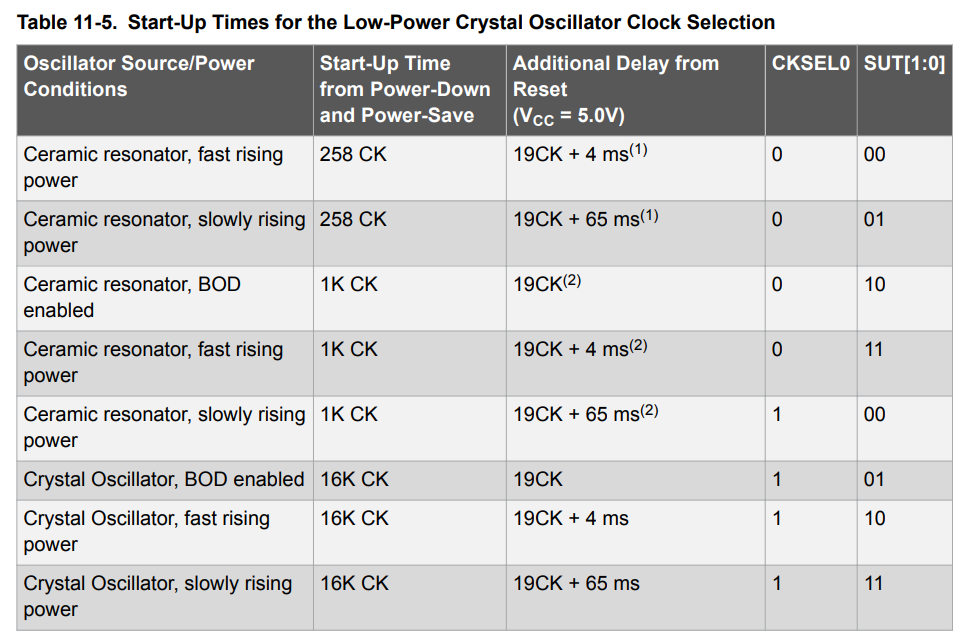 Table 11-5. Start-Up Times for the Low-Power Crystal Oscillator Clock Selection
Oscillator Source/Power Conditions | Start-Up Time from Power-Down and Power-Save | Additional Delay from Reset (VCC = 5.0V) | CKSEL0 | SUT[1:0]
Ceramic resonator, fast rising power | 258 CK | 19CK + 4 ms(1) | 0 | 00
Ceramic resonator, slowly rising power | 258 CK | 19CK + 65 ms(1) | 0 | 01
Ceramic resonator, BOD enabled | 1K CK | 19CK(2) | 0 | 10
Ceramic resonator, fast rising power | 1K CK | 19CK + 4 ms(2) | 0 | 11
Ceramic resonator, slowly rising power | 1K CK | 19CK + 65 ms(2) | 1 | 00
Crystal Oscillator, BOD enabled | 16K CK | 19CK | 1 | 01
Crystal Oscillator, fast rising power | 16K CK | 19CK + 4 ms | 1 | 10
Crystal Oscillator, slowly rising power | 16K CK | 19CK + 65 ms | 1 | 11